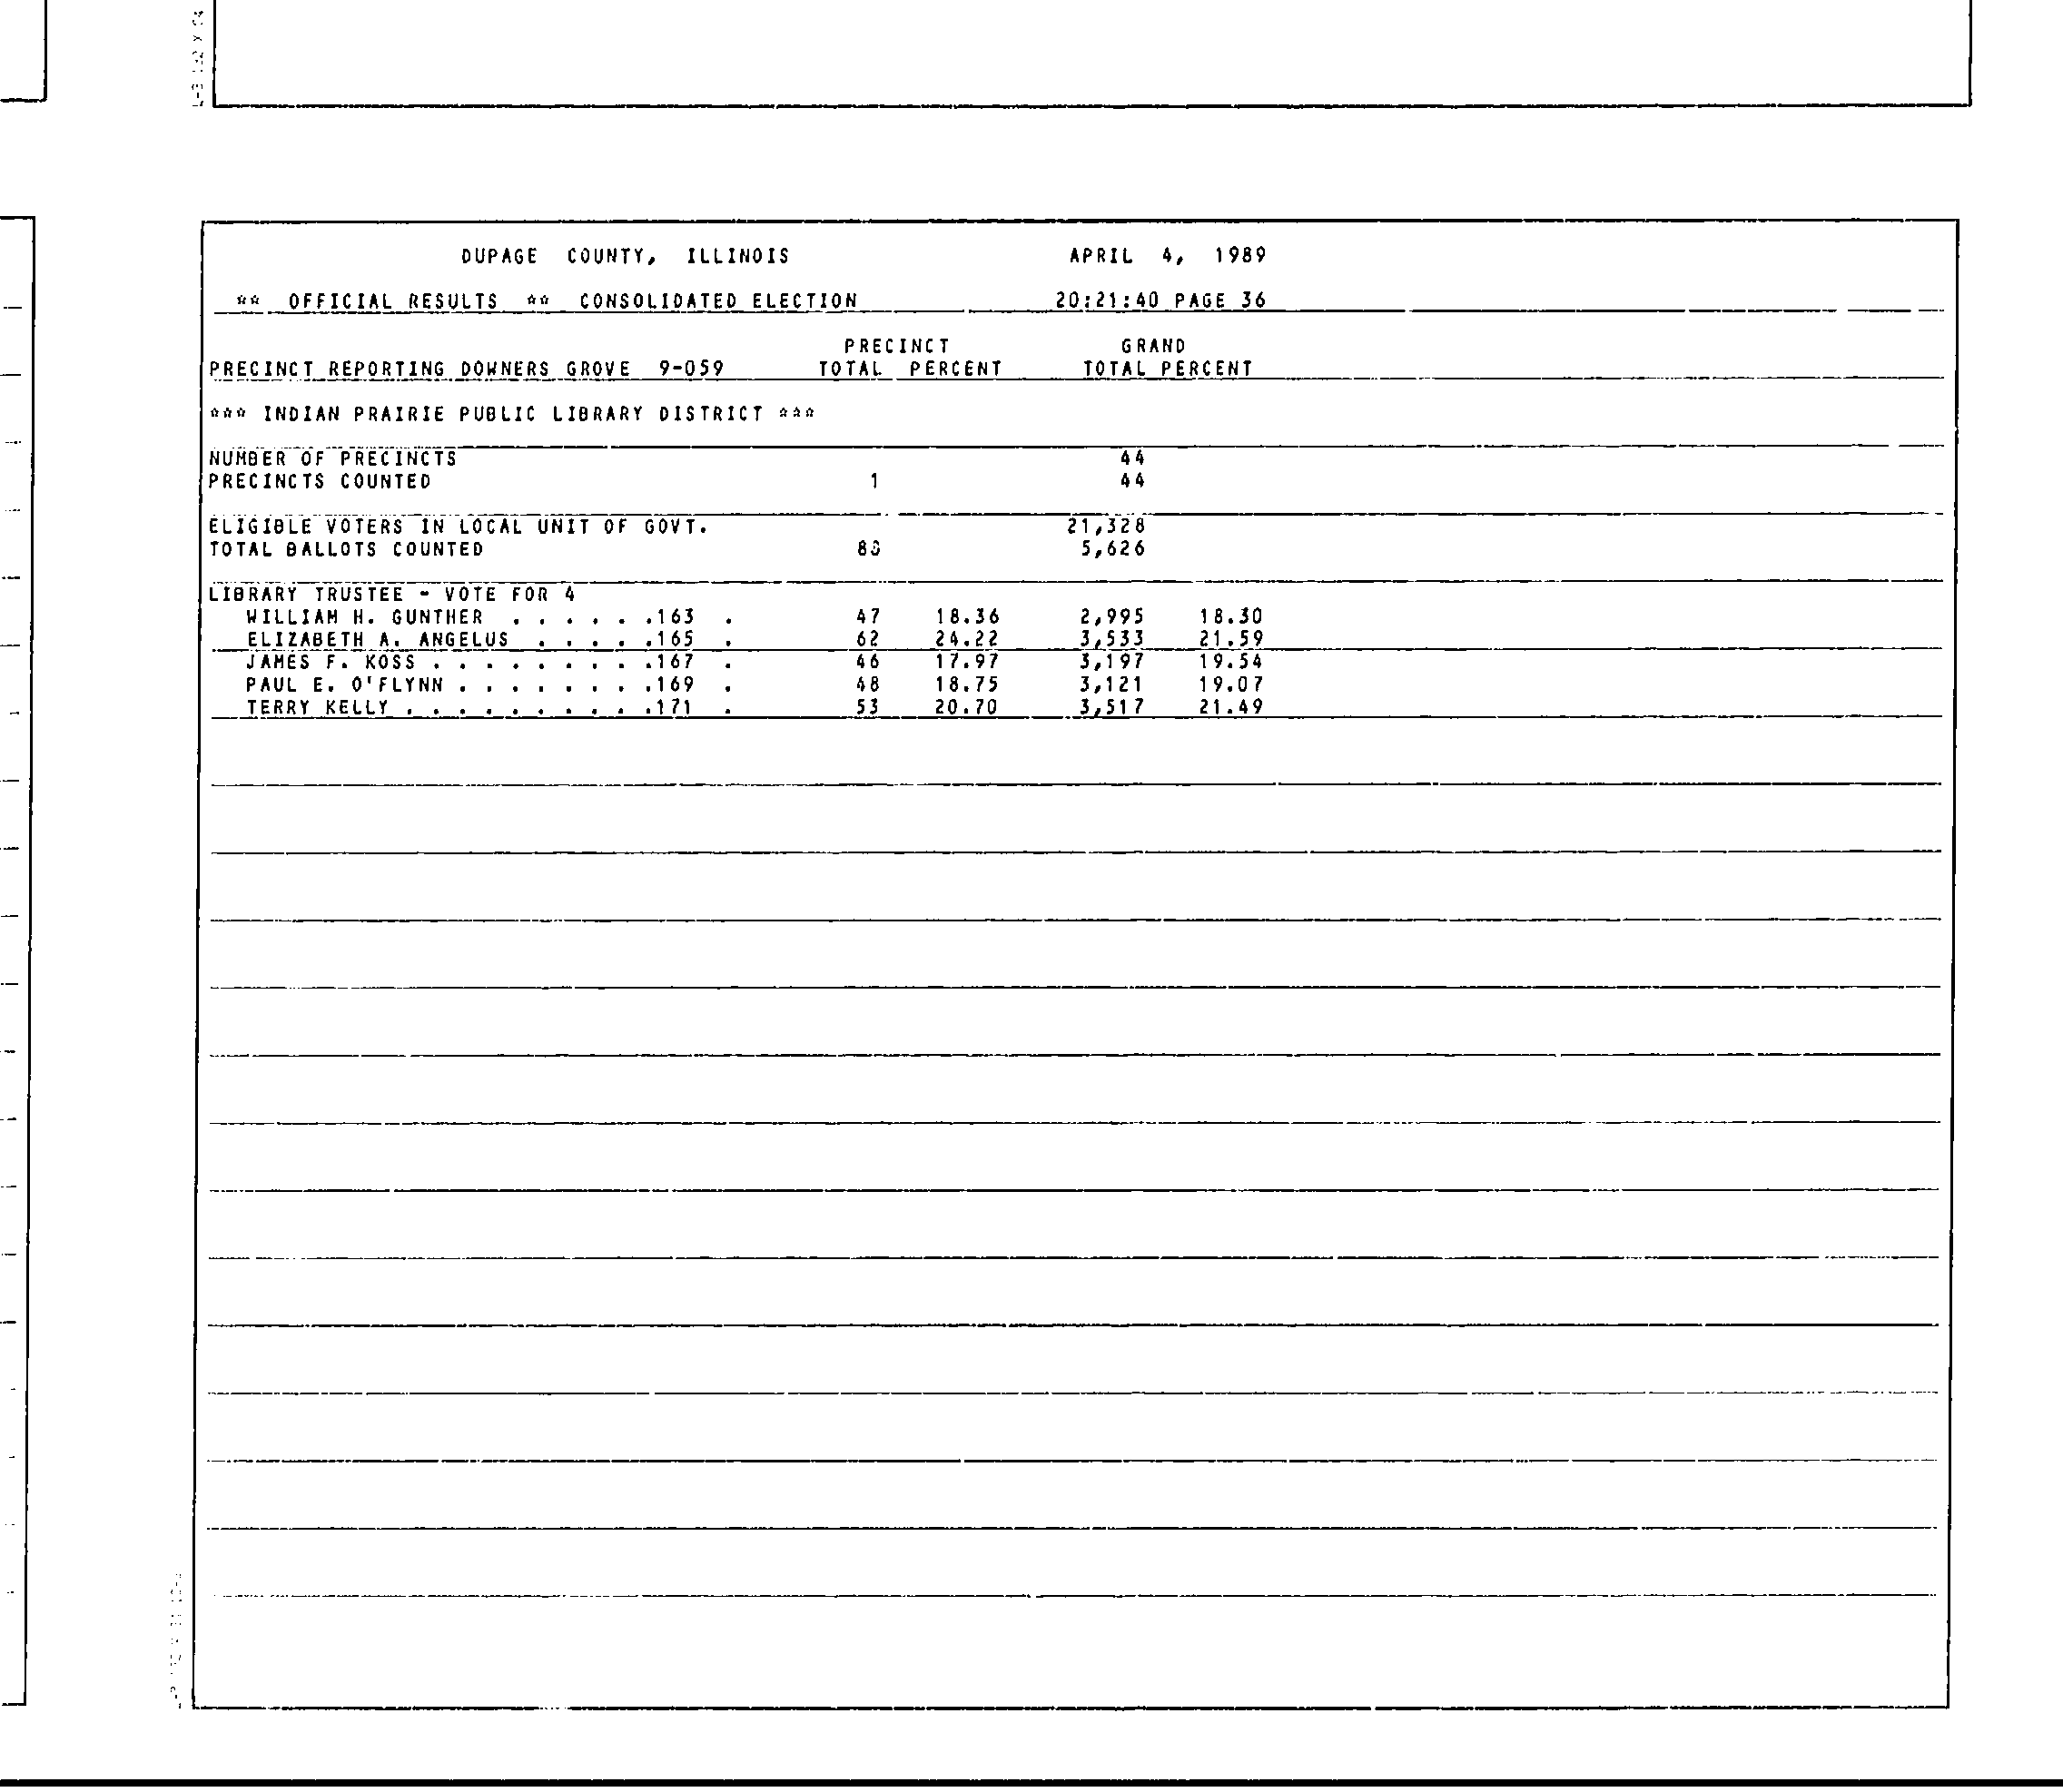 DUPAGE COUNTY, ILLINOIS APRIL 4, 1989
** OFFICIAL RESULTS ** CONSOLIDATED ELECTION 20:21:40 PAGE 36
PRECINCT GRAND
PRECINCT REPORTING DOWNERS GROVE 9-059 TOTAL PERCENT TOTAL PERCENT
*** INDIAN PRAIRIE PUBLIC LIBRARY DISTRICT ***
NUMBER OF PRECINCTS 44
PRECINCTS COUNTED 1 44
ELIGIBLE VOTERS IN LOCAL UNIT OF GOVT. 21,328
TOTAL BALLOTS COUNTED 5,626
LIBRARY TRUSTEE - VOTE FOR 4
WILLIAM H. GUNTHER . . . . . .163 . 47 18.36 2,995 18.30
ELIZABETH A. ANGELUS . . . . .165 . 62 24.22 3,533 21.59
JAMES F. KOSS . . . . . . . . .167 . 46 17.97 3,197 19.54
PAUL E. O'FLYNN . . . . . . . .169 . 48 18.75 3,121 19.07
TERRY KELLY . . . . . . . . . .171 . 53 20.70 3,517 21.49